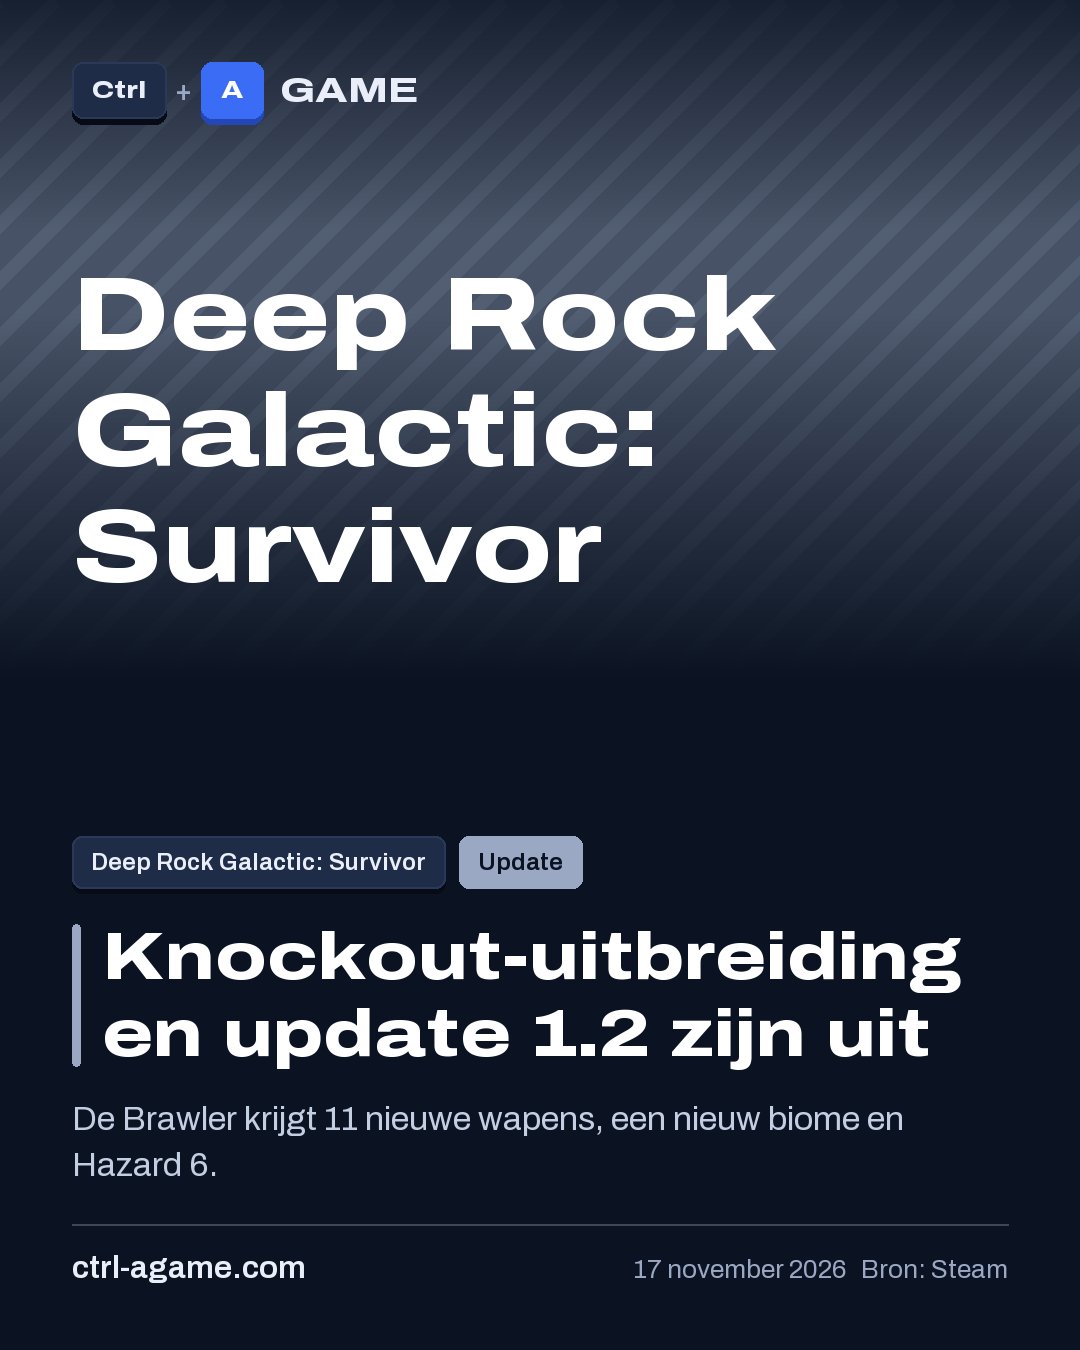 Ctrl + A GAME
Deep Rock
Galactic:
Survivor
Deep Rock Galactic: Survivor Update
Knockout-uitbreiding
en update 1.2 zijn uit
De Brawler krijgt 11 nieuwe wapens, een nieuw biome en
Hazard 6.
ctrl-agame.com 17 november 2026 Bron: Steam